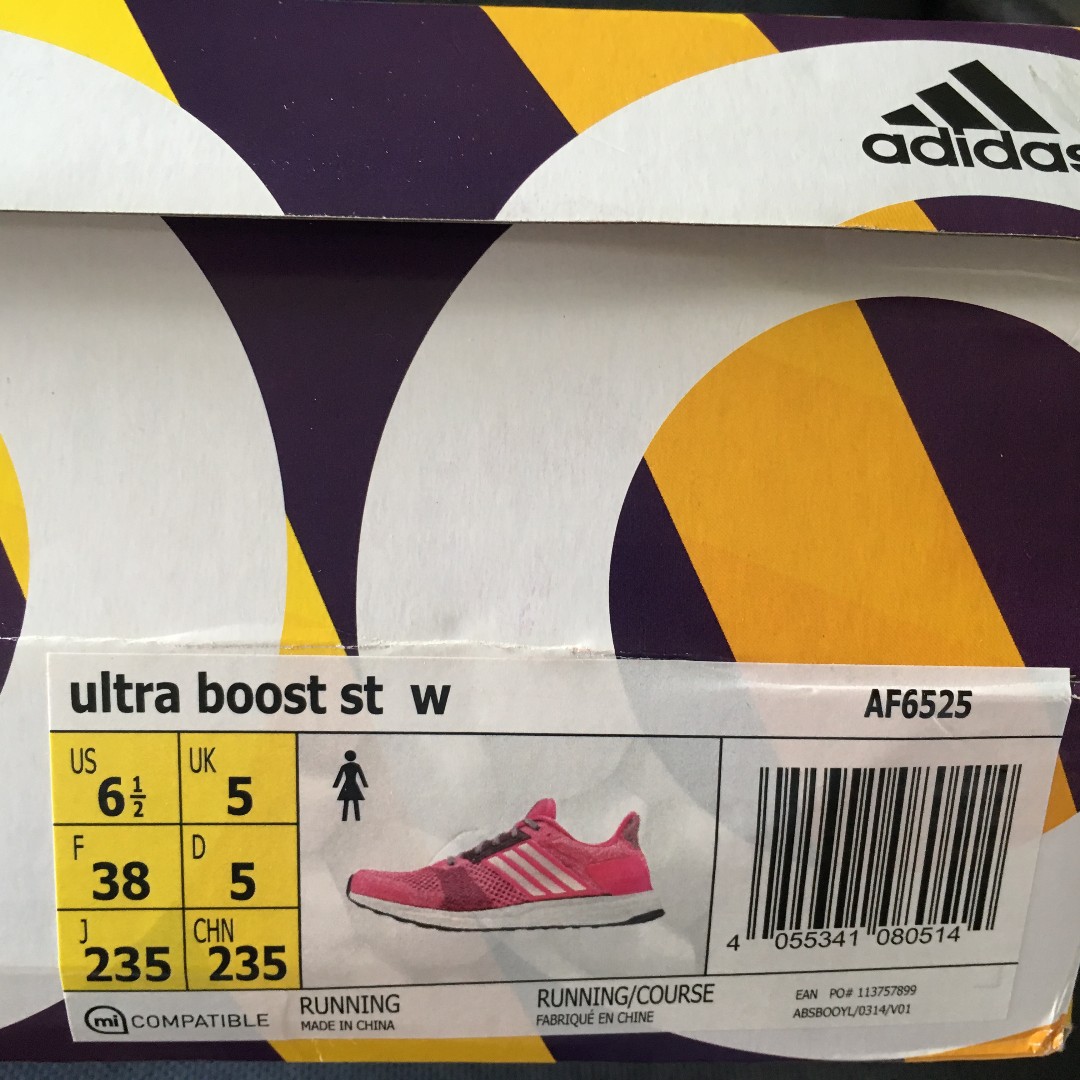 adidas
ultra boost st w
AF6525
US 6½
UK 5
F 38
D 5
J 235
CHN 235
4 055341 080514
mi COMPATIBLE
RUNNING
MADE IN CHINA
RUNNING/COURSE
FABRIQUÉ EN CHINE
EAN PO# 113757899
ABSBOOYL/0314/V01